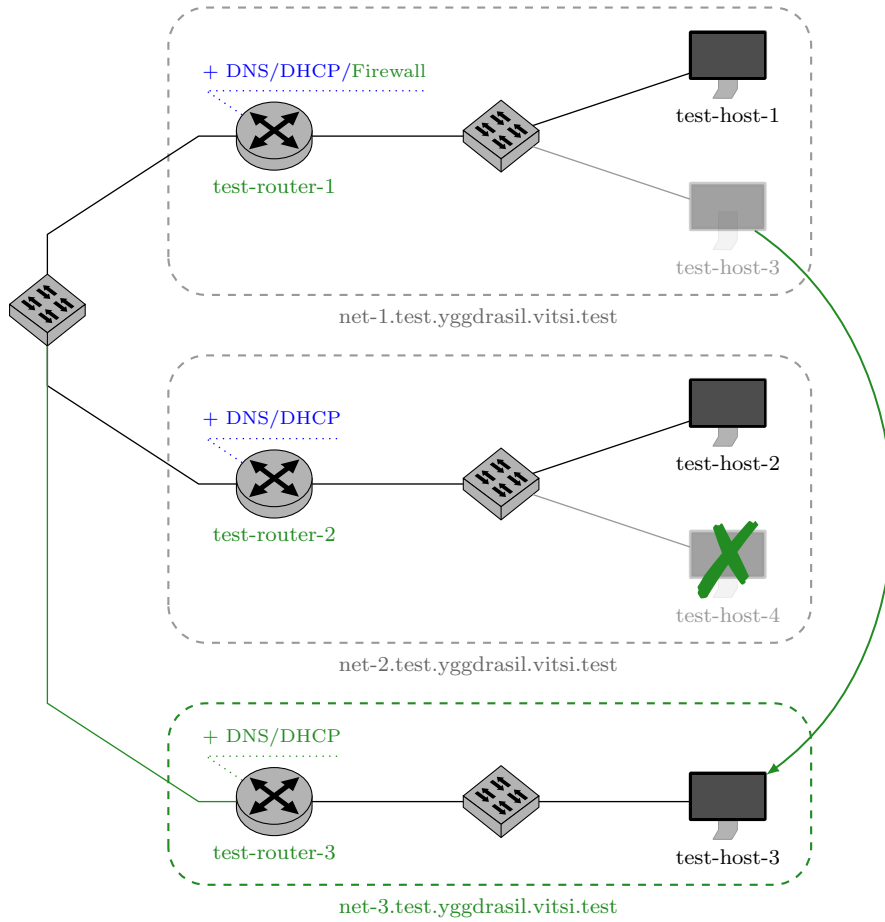 + DNS/DHCP/Firewall
test-router-1
test-host-1
test-host-3
net-1.test.yggdrasil.vitsi.test
+ DNS/DHCP
test-router-2
test-host-2
test-host-4
net-2.test.yggdrasil.vitsi.test
+ DNS/DHCP
test-router-3
test-host-3
net-3.test.yggdrasil.vitsi.test